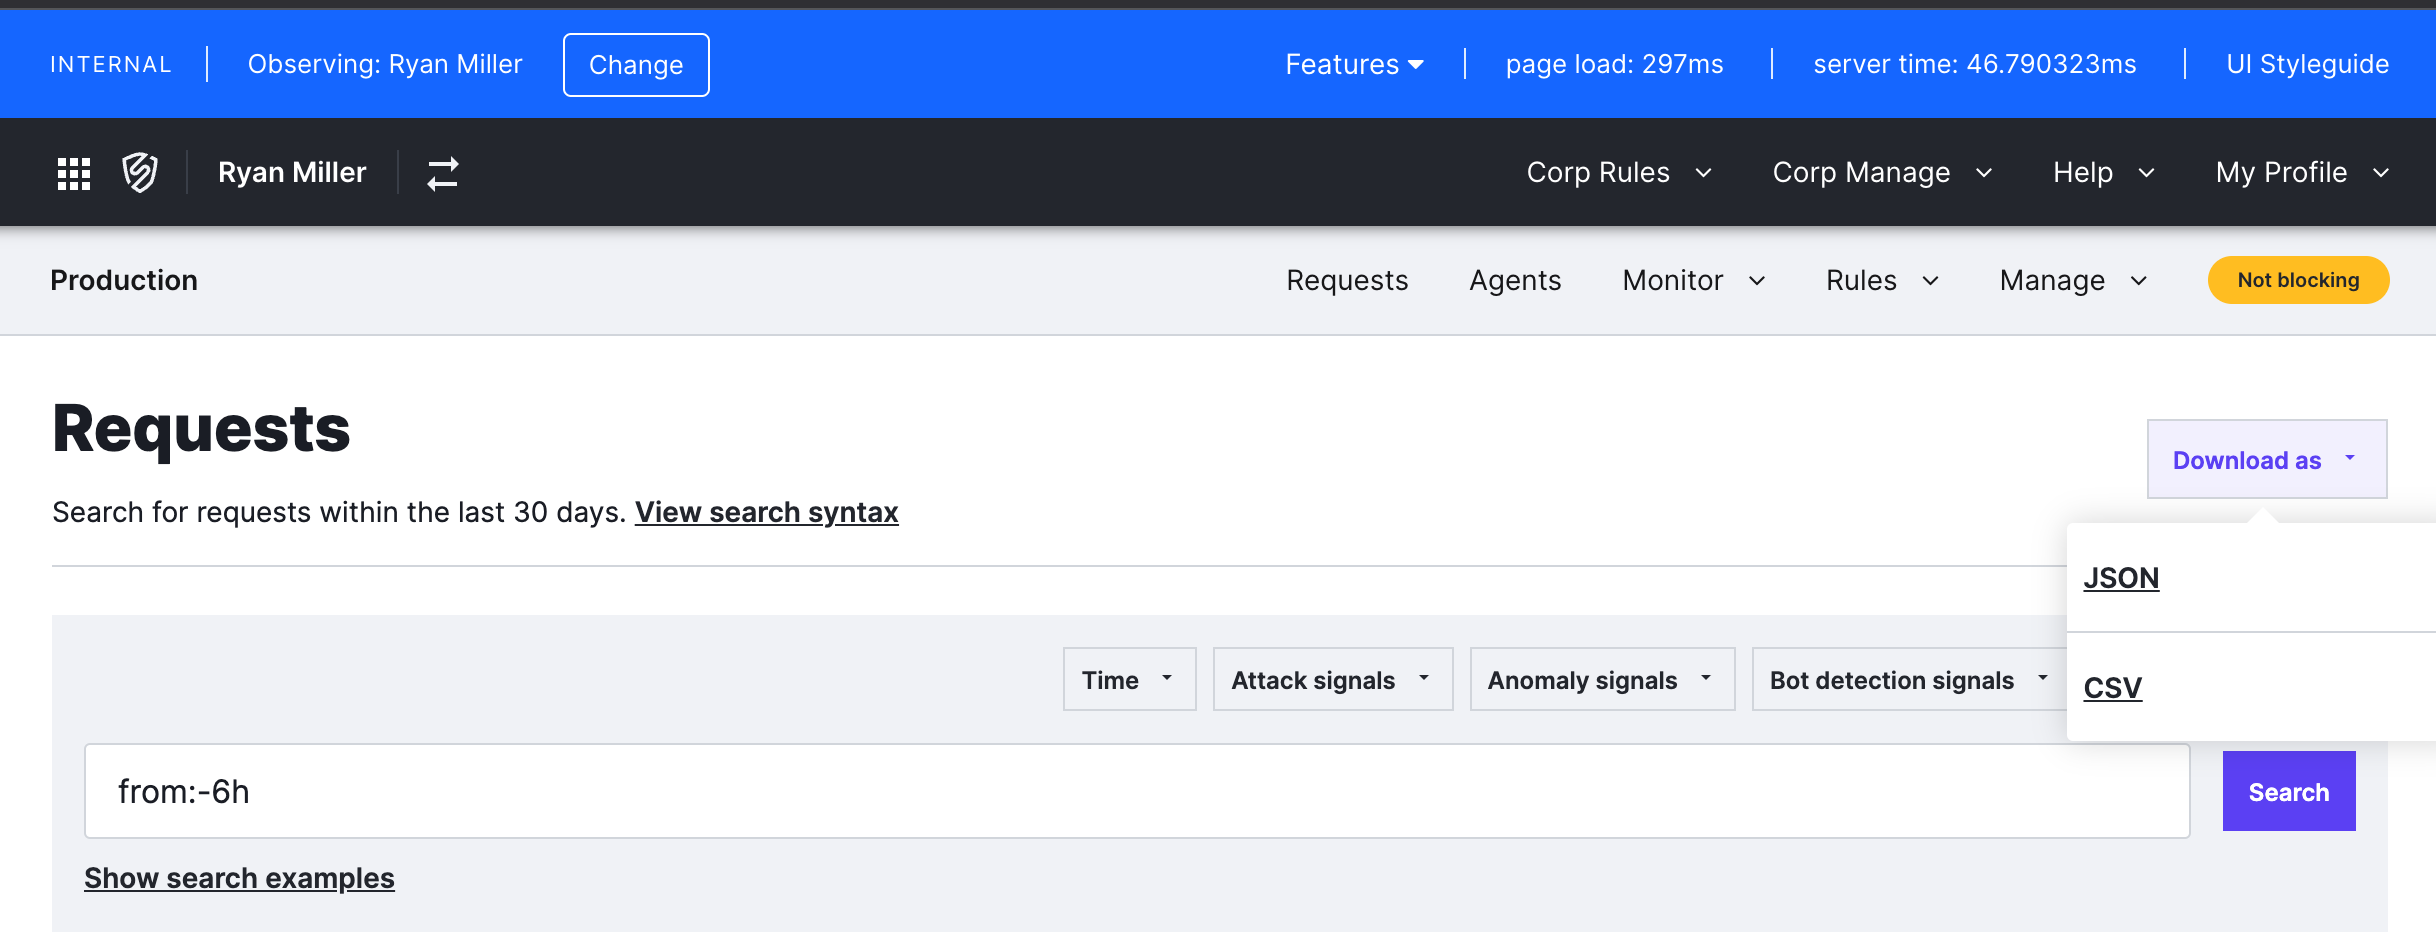 INTERNAL Observing: Ryan Miller Change Features page load: 297ms server time: 46.790323ms UI Styleguide
Ryan Miller Corp Rules Corp Manage Help My Profile
Production Requests Agents Monitor Rules Manage Not blocking
Requests
Download as
Search for requests within the last 30 days. View search syntax
JSON
CSV
Time Attack signals Anomaly signals Bot detection signals
from:-6h Search
Show search examples